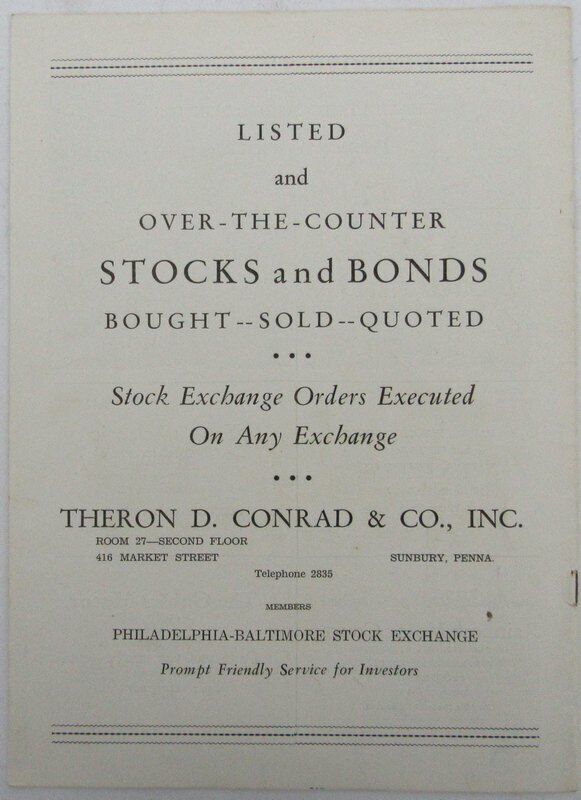 LISTED
and
OVER-THE-COUNTER
STOCKS and BONDS
BOUGHT--SOLD--QUOTED
• • •
Stock Exchange Orders Executed
On Any Exchange
• • •
THERON D. CONRAD & CO., INC.
ROOM 27—SECOND FLOOR
416 MARKET STREET SUNBURY, PENNA.
Telephone 2835
MEMBERS
PHILADELPHIA-BALTIMORE STOCK EXCHANGE
Prompt Friendly Service for Investors